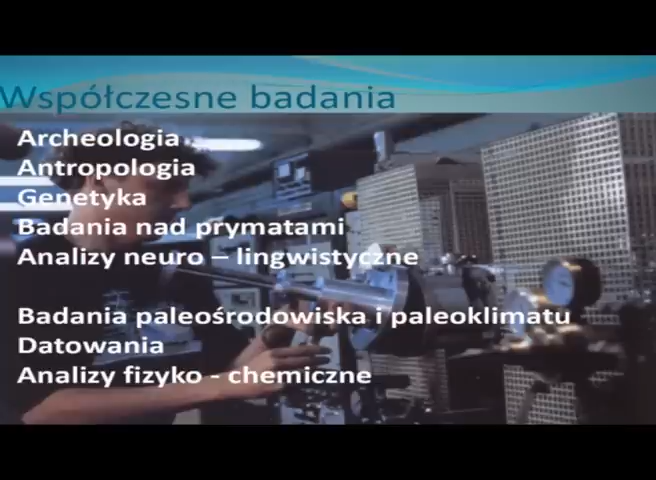 Współczesne badania
Archeologia
Antropologia
Genetyka
Badania nad prymatami
Analizy neuro – lingwistyczne
Badania paleośrodowiska i paleoklimatu
Datowania
Analizy fizyko - chemiczne